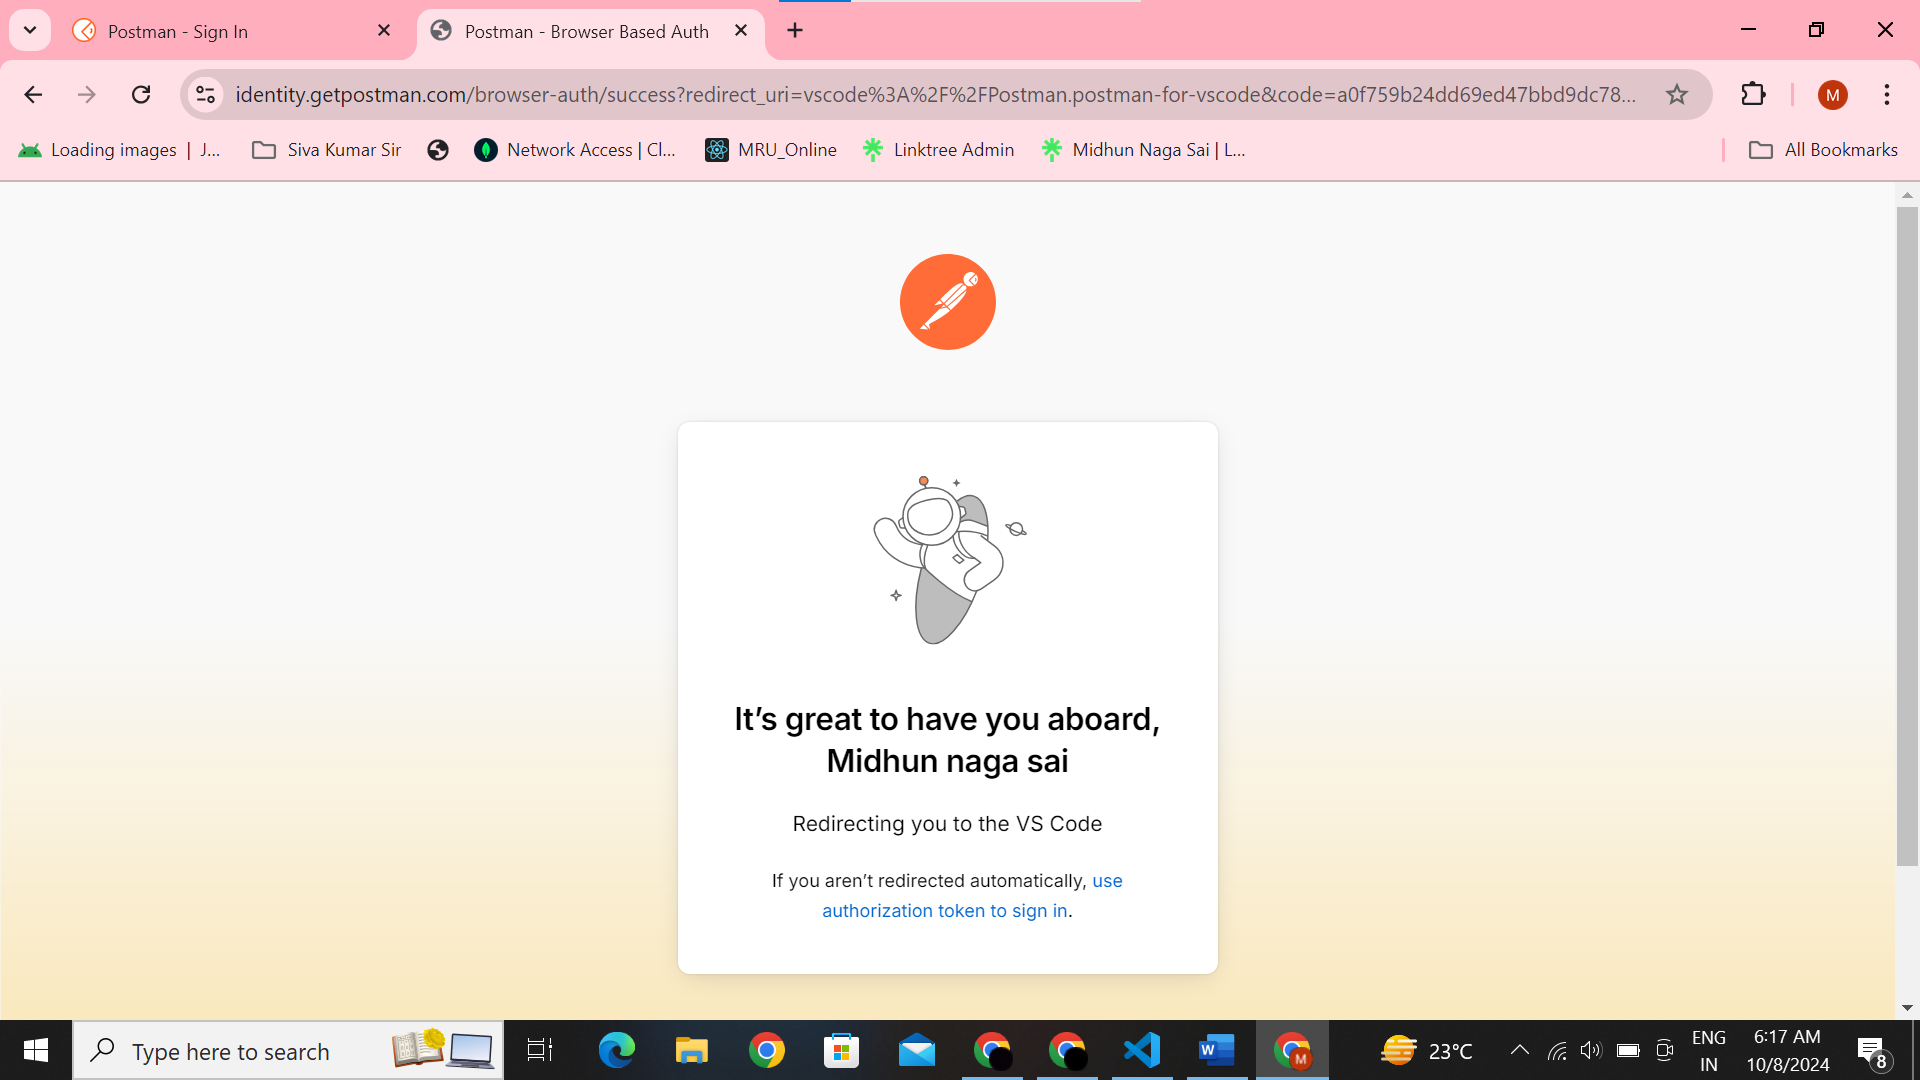 Postman - Sign In
Postman - Browser Based Auth
identity.getpostman.com/browser-auth/success?redirect_uri=vscode%3A%2F%2FPostman.postman-for-vscode&code=a0f759b24dd69ed47bbd9dc78...
M
Loading images | J...
Siva Kumar Sir
Network Access | Cl...
MRU_Online
Linktree Admin
Midhun Naga Sai | L...
All Bookmarks
It’s great to have you aboard,
Midhun naga sai
Redirecting you to the VS Code
If you aren’t redirected automatically, use
authorization token to sign in.
Type here to search
W
M
23°C
ENG
IN
6:17 AM
10/8/2024
8